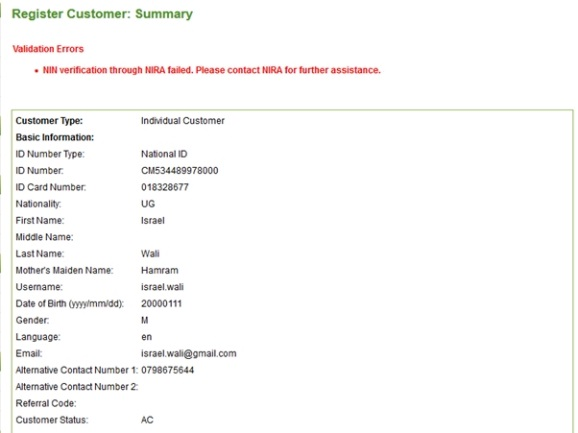 Register Customer: Summary
Validation Errors
• NIN verification through NIRA failed. Please contact NIRA for further assistance.
Customer Type: Individual Customer
Basic Information:
ID Number Type: National ID
ID Number: CM534489978000
ID Card Number: 018328677
Nationality: UG
First Name: Israel
Middle Name:
Last Name: Wali
Mother's Maiden Name: Hamram
Username: israel.wali
Date of Birth (yyyy/mm/dd): 20000111
Gender: M
Language: en
Email: israel.wali@gmail.com
Alternative Contact Number 1: 0798675644
Alternative Contact Number 2:
Referral Code:
Customer Status: AC